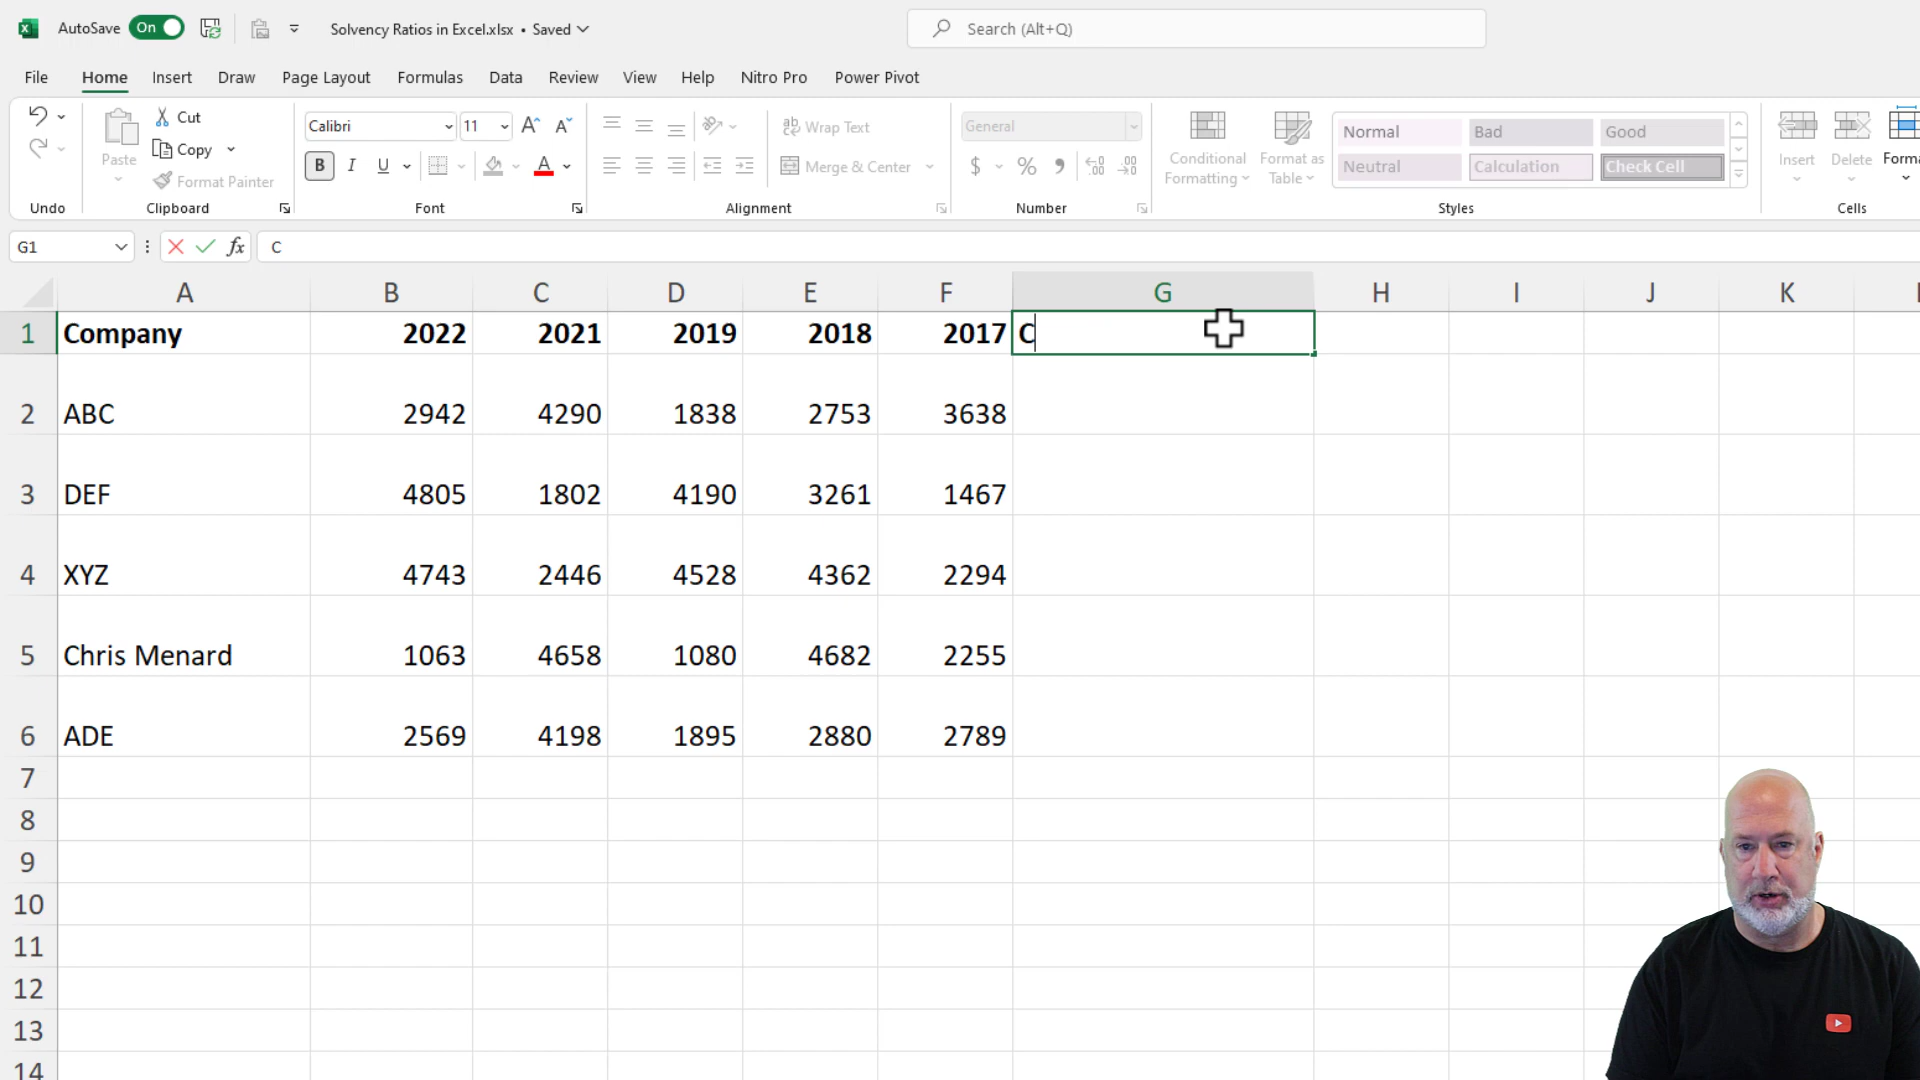 AutoSave On Solvency Ratios in Excel.xlsx • Saved Search (Alt+Q)
File Home Insert Draw Page Layout Formulas Data Review View Help Nitro Pro Power Pivot
Paste Cut Copy Format Painter
Calibri 11 B I U A
Wrap Text
Merge & Center
General
$ %
Conditional Formatting
Format as Table
Normal Bad Good
Neutral Calculation Check Cell
Insert Delete Forma
Undo Clipboard Font Alignment Number Styles Cells
G1 fx C
A B C D E F G H I J K
1 Company 2022 2021 2019 2018 2017 C
2 ABC 2942 4290 1838 2753 3638
3 DEF 4805 1802 4190 3261 1467
4 XYZ 4743 2446 4528 4362 2294
5 Chris Menard 1063 4658 1080 4682 2255
6 ADE 2569 4198 1895 2880 2789
7
8
9
10
11
12
13
14